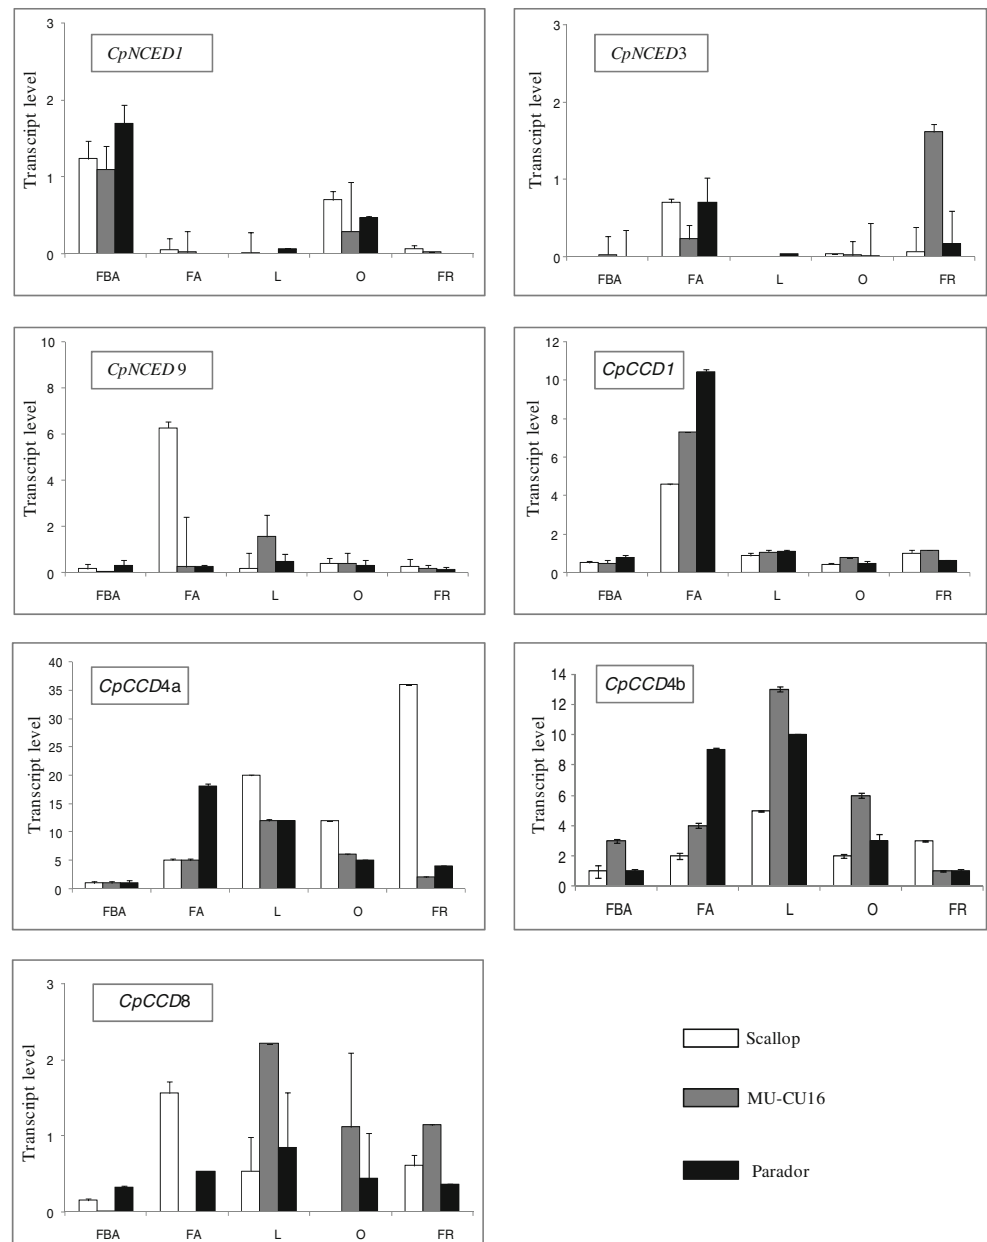 CpNCED1
Transcript level
3
2
1
0
FBA FA L O FR
CpNCED3
Transcript level
3
2
1
0
FBA FA L O FR
CpNCED 9
Transcript level
10
8
6
4
2
0
FBA FA L O FR
CpCCD1
Transcript level
12
10
8
6
4
2
0
FBA FA L O FR
CpCCD4a
Transcript level
40
35
30
25
20
15
10
5
0
FBA FA L O FR
CpCCD4b
Transcript level
14
12
10
8
6
4
2
0
FBA FA L O FR
CpCCD8
Transcript level
3
2
1
0
FBA FA L O FR
Scallop
MU-CU16
Parador